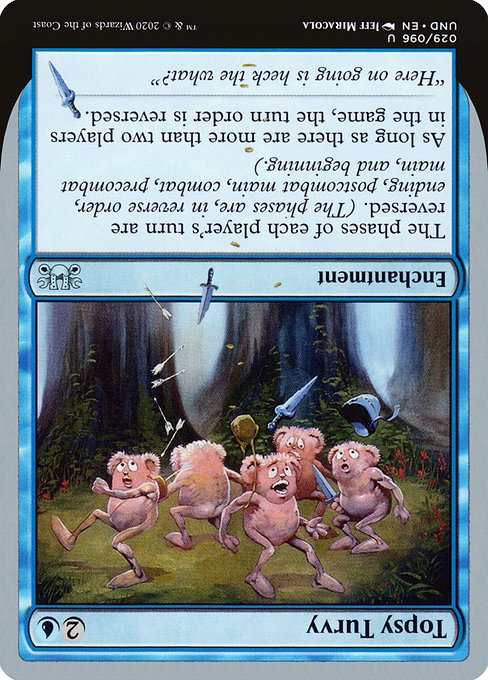 Topsy Turvy
2
Enchantment
The phases of each player's turn are
reversed. (The phases are, in reverse order,
ending, postcombat main, combat, precombat
main, and beginning.)
As long as there are more than two players
in the game, the turn order is reversed.
"Here on going is heck the what?"
029/096 U
UND • EN JEFF MIRACOLA
™ & © 2020 Wizards of the Coast